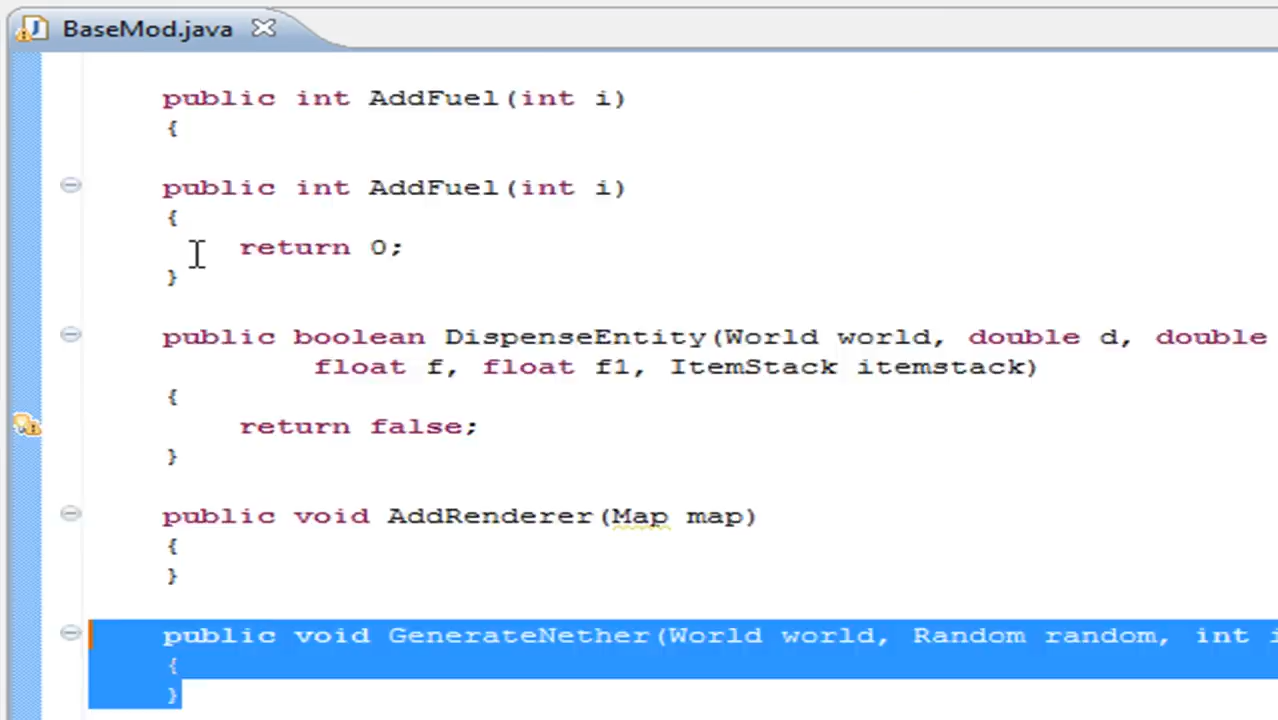 BaseMod.java
public int AddFuel(int i)
{
public int AddFuel(int i)
{
return 0;
}
public boolean DispenseEntity(World world, double d, double
float f, float f1, ItemStack itemstack)
{
return false;
}
public void AddRenderer(Map map)
{
}
public void GenerateNether(World world, Random random, int i
{
}